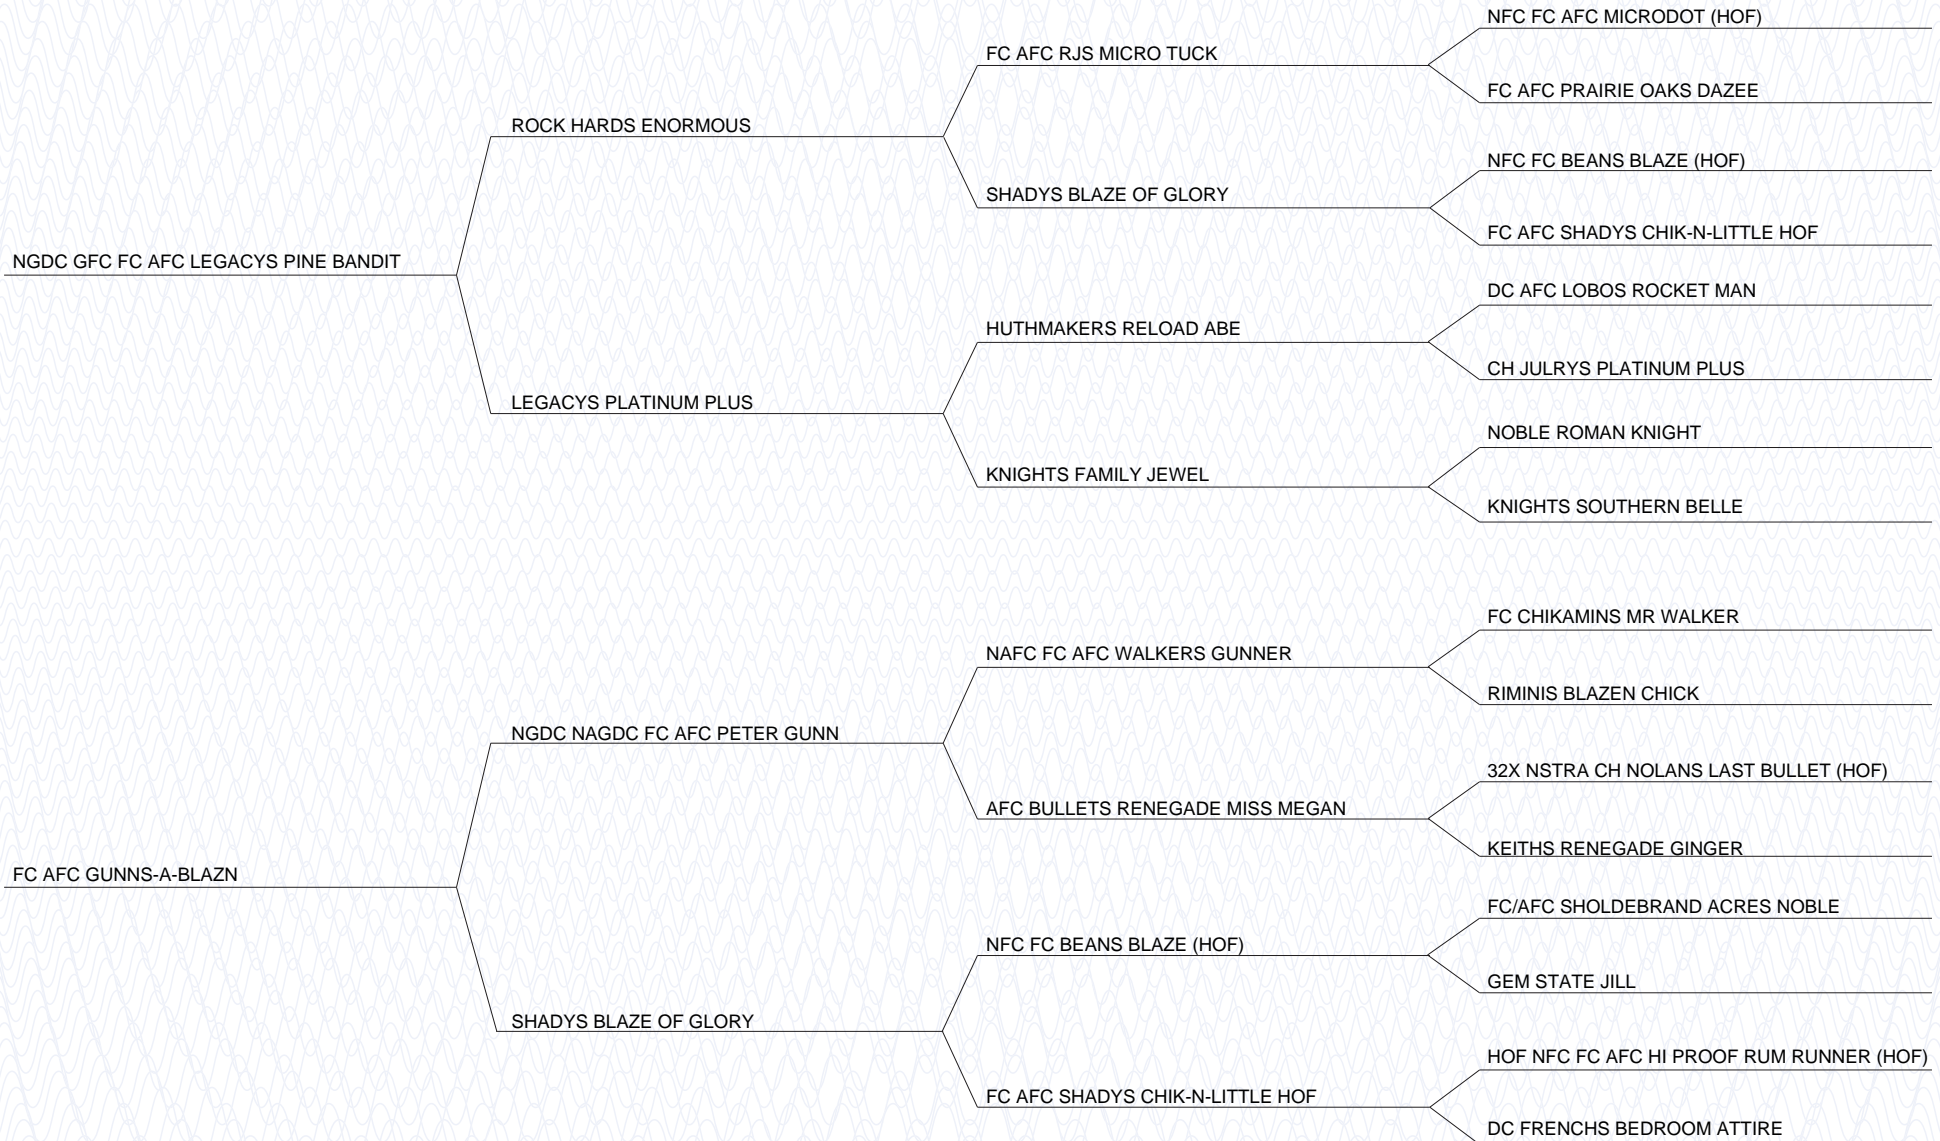 NFC FC AFC MICRODOT (HOF)
FC AFC RJS MICRO TUCK
FC AFC PRAIRIE OAKS DAZEE
ROCK HARDS ENORMOUS
NFC FC BEANS BLAZE (HOF)
SHADYS BLAZE OF GLORY
FC AFC SHADYS CHIK-N-LITTLE HOF
NGDC GFC FC AFC LEGACYS PINE BANDIT
DC AFC LOBOS ROCKET MAN
HUTHMAKERS RELOAD ABE
CH JULRYS PLATINUM PLUS
LEGACYS PLATINUM PLUS
NOBLE ROMAN KNIGHT
KNIGHTS FAMILY JEWEL
KNIGHTS SOUTHERN BELLE
FC CHIKAMINS MR WALKER
NAFC FC AFC WALKERS GUNNER
RIMINIS BLAZEN CHICK
NGDC NAGDC FC AFC PETER GUNN
32X NSTRA CH NOLANS LAST BULLET (HOF)
AFC BULLETS RENEGADE MISS MEGAN
KEITHS RENEGADE GINGER
FC AFC GUNNS-A-BLAZN
FC/AFC SHOLDEBRAND ACRES NOBLE
NFC FC BEANS BLAZE (HOF)
GEM STATE JILL
SHADYS BLAZE OF GLORY
HOF NFC FC AFC HI PROOF RUM RUNNER (HOF)
FC AFC SHADYS CHIK-N-LITTLE HOF
DC FRENCHS BEDROOM ATTIRE